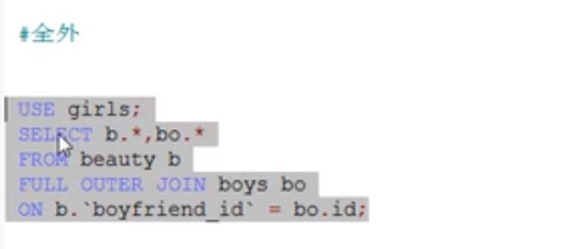 #全外
USE girls;
SELECT b.*,bo.*
FROM beauty b
FULL OUTER JOIN boys bo
ON b.`boyfriend_id` = bo.id;